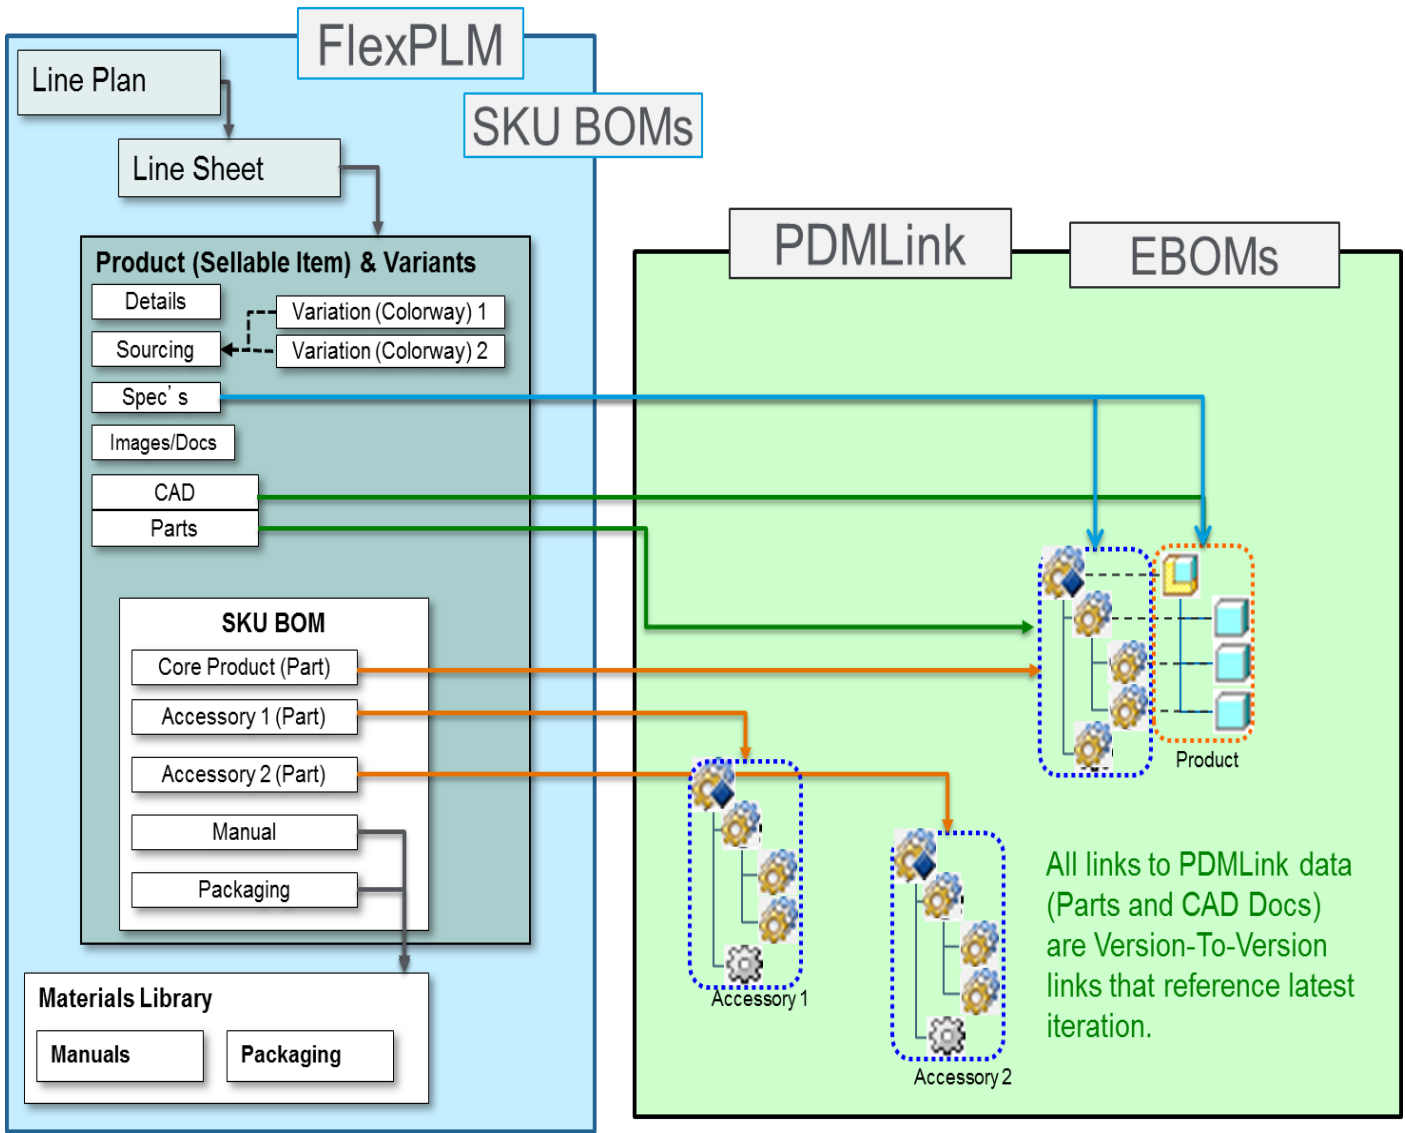 FlexPLM
Line Plan
SKU BOMs
Line Sheet
PDMLink
EBOMs
Product (Sellable Item) & Variants
Details
Variation (Colorway) 1
Sourcing
Variation (Colorway) 2
Spec’ s
Images/Docs
CAD
Parts
SKU BOM
Core Product (Part)
Accessory 1 (Part)
Accessory 2 (Part)
Manual
Packaging
Materials Library
Manuals
Packaging
Product
Accessory 1
Accessory 2
All links to PDMLink data
(Parts and CAD Docs)
are Version-To-Version
links that reference latest
iteration.